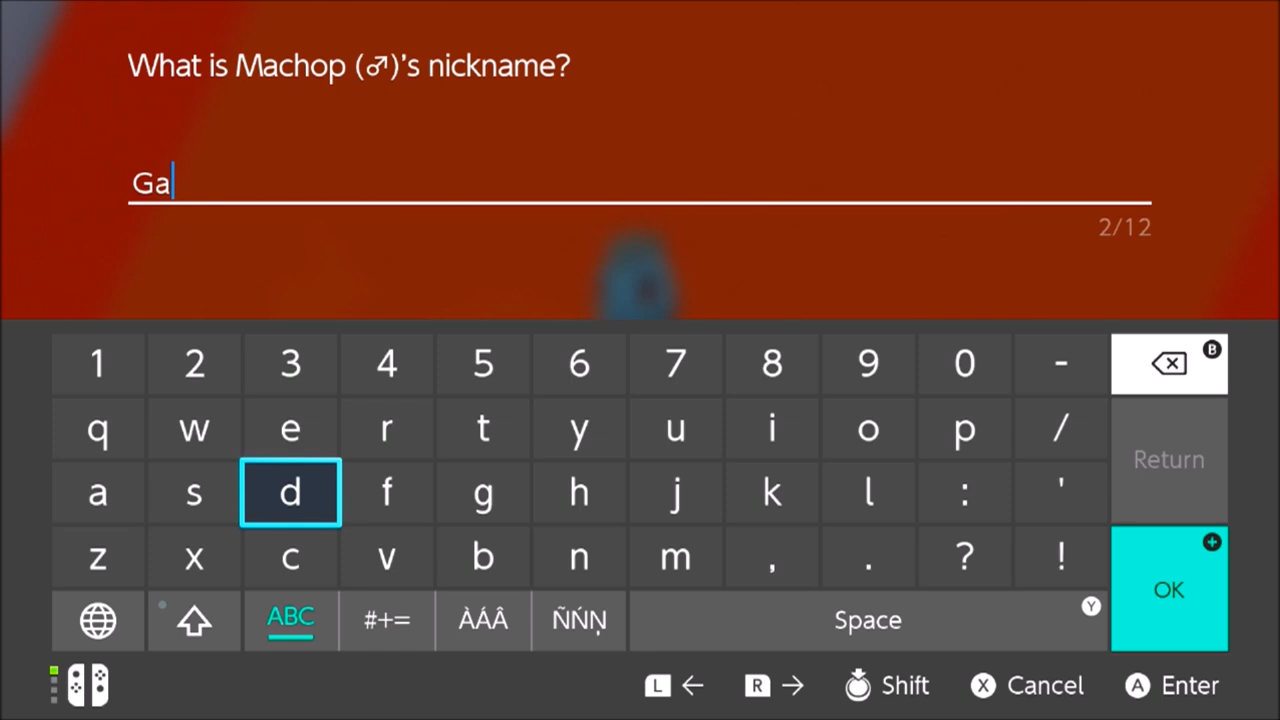 What is Machop (♂)'s nickname?
Ga
2/12
1 2 3 4 5 6 7 8 9 0 - B
q w e r t y u i o p /
Return
a s d f g h j k l : '
z x c v b n m , . ? ! +
OK
ABC #+= ÀÁÂ ÑŃŅ Space Y
L ← R → Shift X Cancel A Enter